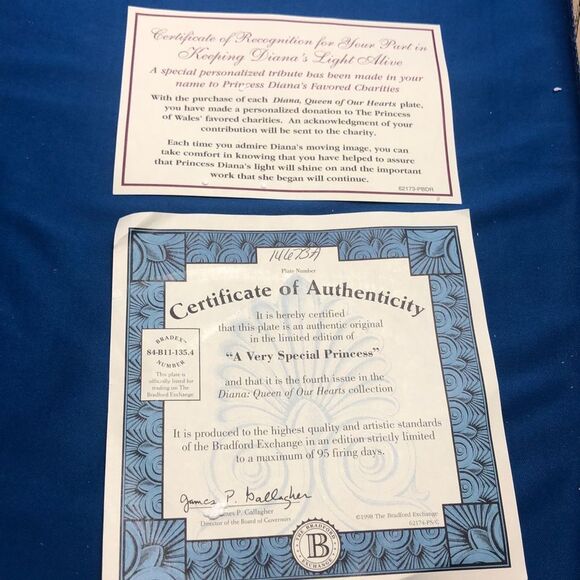 Certificate of Recognition for Your Part in
Keeping Diana's Light Alive
A special personalized tribute has been made in your
name to Princess Diana's Favored Charities
With the purchase of each Diana, Queen of Our Hearts plate,
you have made a personalized donation to The Princess
of Wales' favored charities. An acknowledgment of your
contribution will be sent to the charity.
Each time you admire Diana's moving image, you can
take comfort in knowing that you have helped to assure
that Princess Diana's light will shine on and the important
work that she began will continue.
62173-PBDR
14673A
Plate Number
Certificate of Authenticity
It is hereby certified
that this plate is an authentic original
in the limited edition of
"A Very Special Princess"
and that it is the fourth issue in the
Diana: Queen of Our Hearts collection
BRADEX
84-B11-135.4
NUMBER
This plate is
officially listed for
trading on The
Bradford Exchange
It is produced to the highest quality and artistic standards
of the Bradford Exchange in an edition strictly limited
to a maximum of 95 firing days.
James P. Gallagher
James P. Gallagher
Director of the Board of Governors
©1998 The Bradford Exchange
62174-PS/C
THE BRADFORD EXCHANGE
B